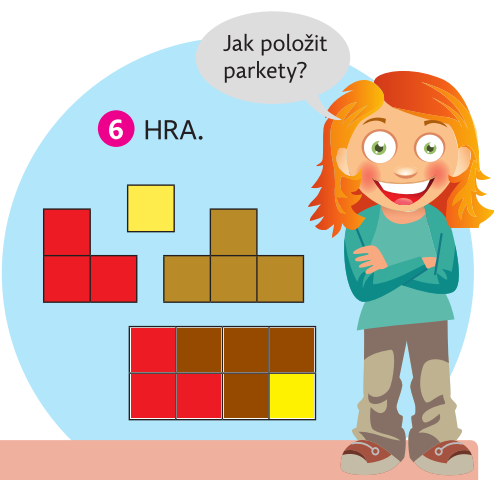 Jak položit
parkety?
6 HRA.